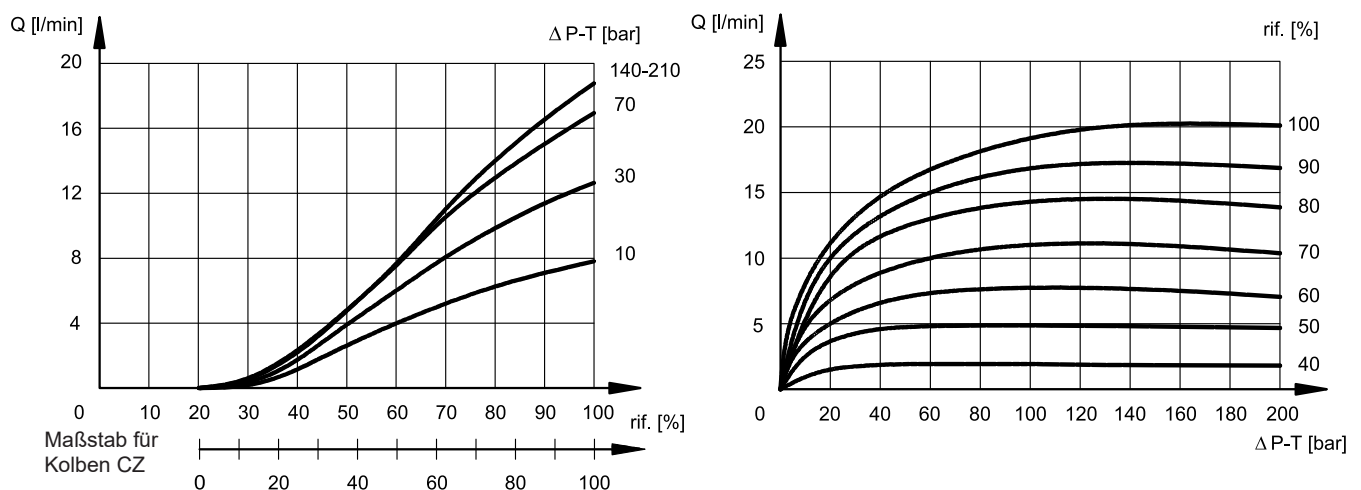 Q [l/min]
Δ P-T [bar]
20
140-210
70
16
12
30
8
10
4
0 10 20 30 40 50 60 70 80 90 100
rif. [%]
Maßstab für
Kolben CZ
0 20 40 60 80 100
Q [l/min]
rif. [%]
25
20
100
90
15
80
10
70
60
5
50
40
0 20 40 60 80 100 120 140 160 180 200
Δ P-T [bar]